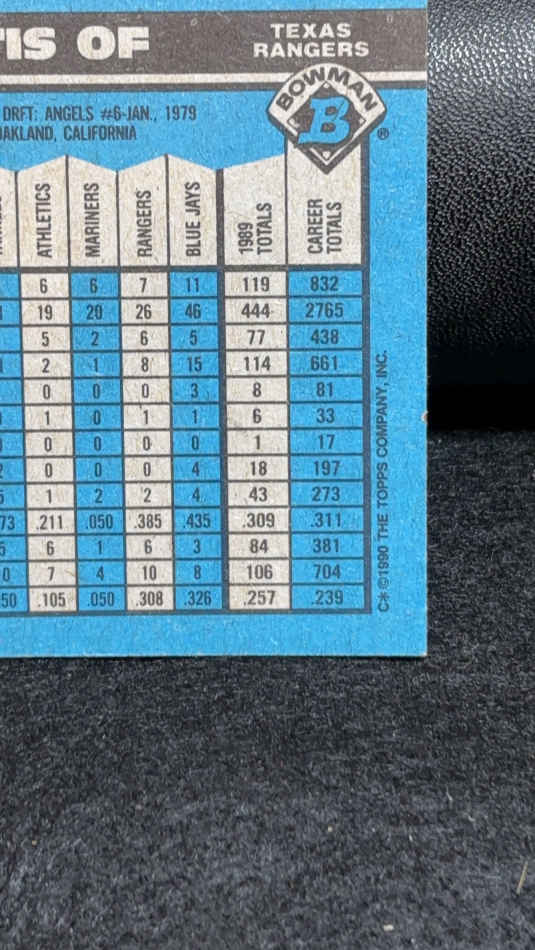 TIS OF
TEXAS
RANGERS
BOWMAN
B
®
DRFT: ANGELS #6-JAN., 1979
OAKLAND, CALIFORNIA
ATHLETICS MARINERS RANGERS BLUE JAYS 1989 TOTALS CAREER TOTALS
6 6 7 11 119 832
19 20 26 46 444 2765
5 2 6 5 77 438
2 1 8 15 114 661
0 0 0 3 8 81
1 0 1 1 6 33
0 0 0 0 1 17
0 0 0 4 18 197
1 2 2 4 43 273
73 .211 .050 .385 .435 .309 .311
6 1 6 3 84 381
0 7 4 10 8 106 704
50 .105 .050 .308 .326 .257 .239
C* ©1990 THE TOPPS COMPANY, INC.